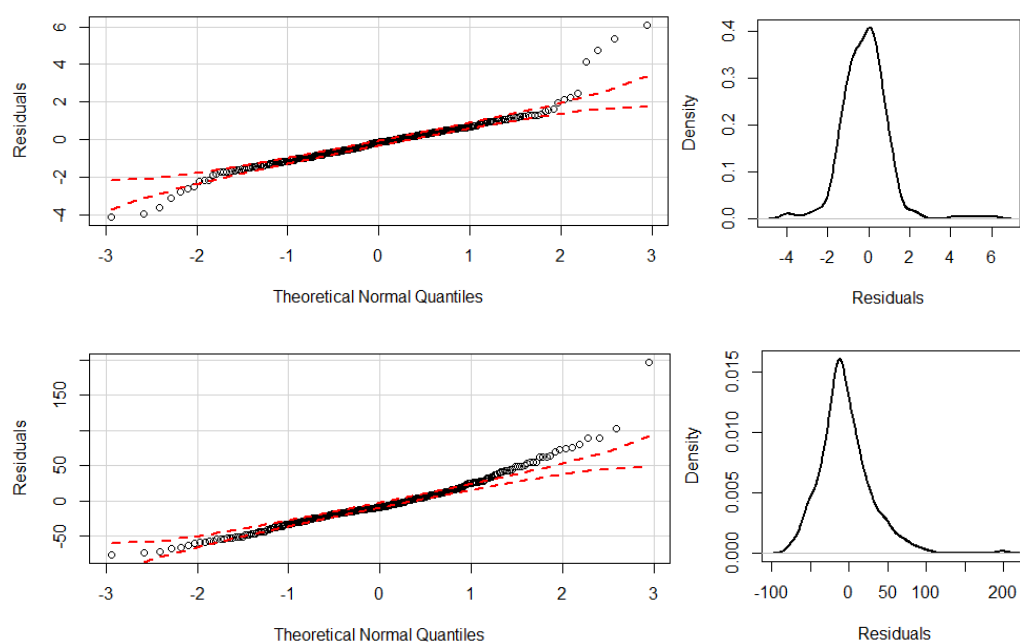 Residuals
-4 -2 0 2 4 6
-3 -2 -1 0 1 2 3
Theoretical Normal Quantiles
Density
0.0 0.1 0.2 0.3 0.4
-4 -2 0 2 4 6
Residuals
Residuals
-50 0 50 150
-3 -2 -1 0 1 2 3
Theoretical Normal Quantiles
Density
0.000 0.005 0.010 0.015
-100 0 50 100 200
Residuals